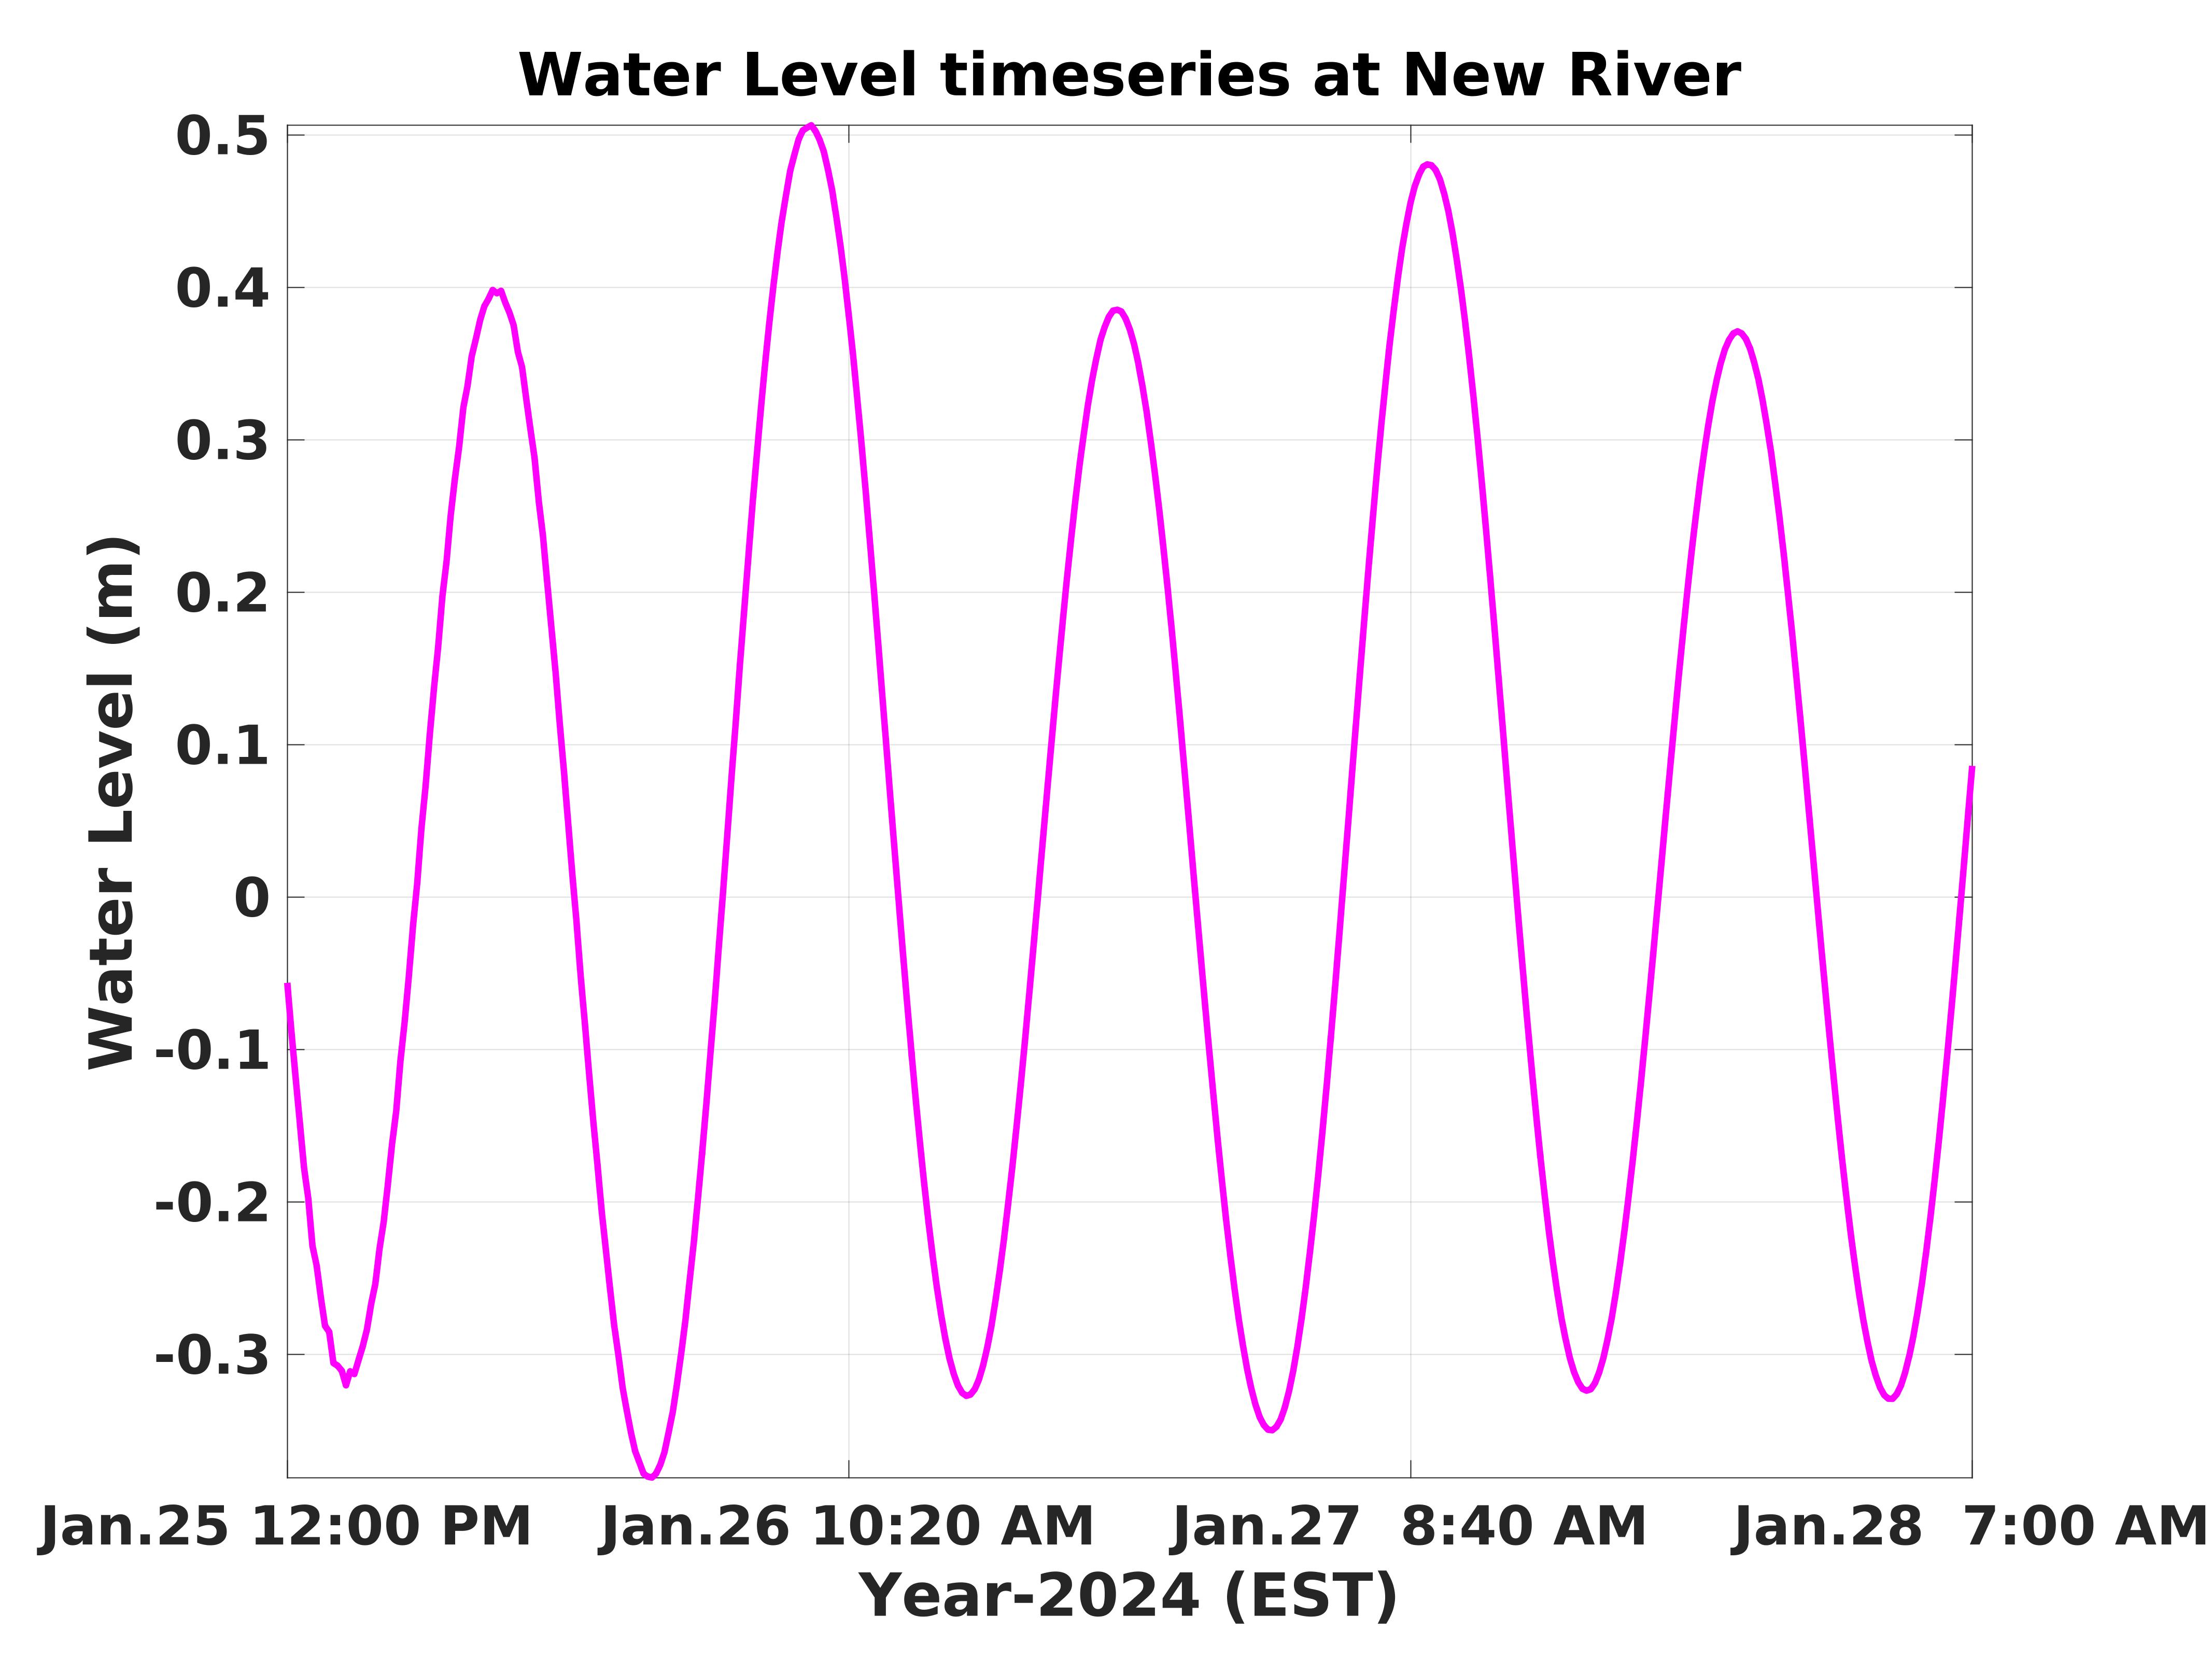 Water Level timeseries at New River
0.5
0.4
0.3
0.2
0.1
0
-0.1
-0.2
-0.3
Water Level (m)
Jan.25 12:00 PM
Jan.26 10:20 AM
Jan.27 8:40 AM
Jan.28 7:00 AM
Year-2024 (EST)